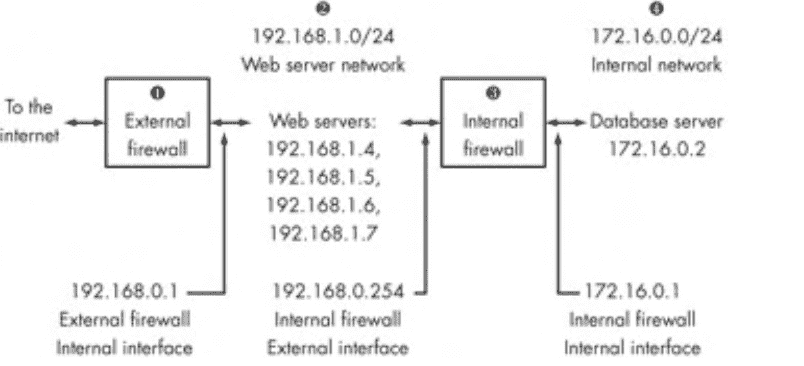 ❷
192.168.1.0/24
Web server network
❹
172.16.0.0/24
Internal network
To the
internet
❶
External
firewall
Web servers:
192.168.1.4,
192.168.1.5,
192.168.1.6,
192.168.1.7
❸
Internal
firewall
Database server
172.16.0.2
192.168.0.1
External firewall
Internal interface
192.168.0.254
Internal firewall
External interface
172.16.0.1
Internal firewall
Internal interface